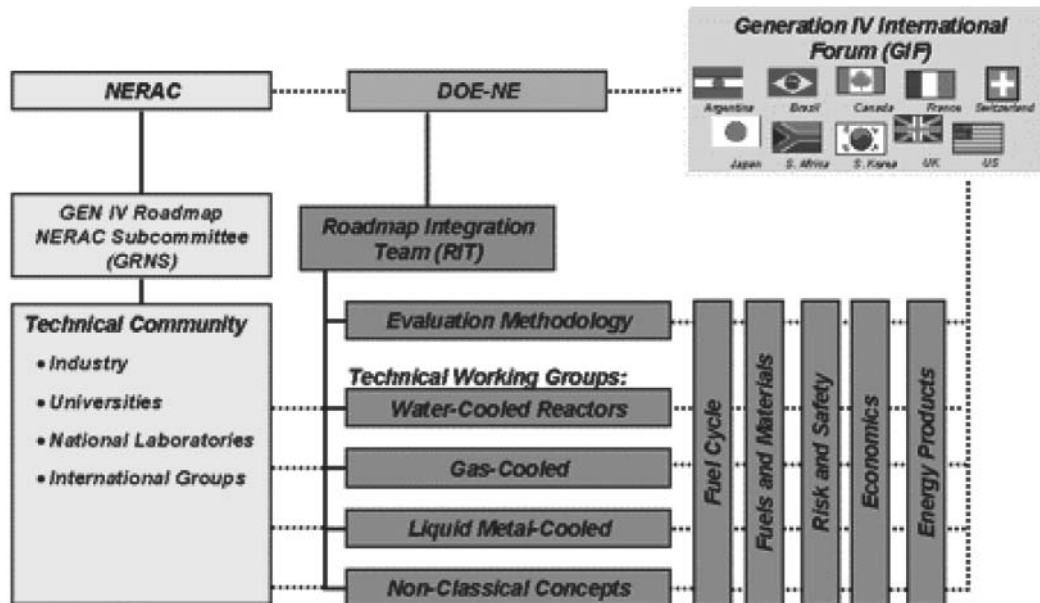 Generation IV International
Forum (GIF)
Argentina Brazil Canada France Switzerland
Japan S. Africa S. Korea UK US
NERAC
DOE-NE
GEN IV Roadmap
NERAC Subcommittee
(GRNS)
Roadmap Integration
Team (RIT)
Technical Community
• Industry
• Universities
• National Laboratories
• International Groups
Evaluation Methodology
Technical Working Groups:
Water-Cooled Reactors
Gas-Cooled
Liquid Metal-Cooled
Non-Classical Concepts
Fuel Cycle
Fuels and Materials
Risk and Safety
Economics
Energy Products